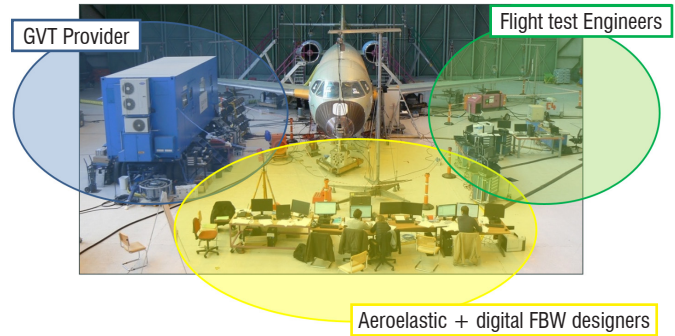 GVT Provider
Flight test Engineers
Aeroelastic + digital FBW designers